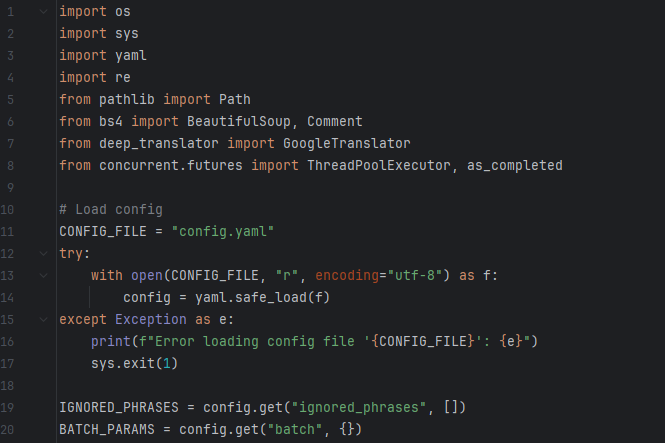 1 import os
2 import sys
3 import yaml
4 import re
5 from pathlib import Path
6 from bs4 import BeautifulSoup, Comment
7 from deep_translator import GoogleTranslator
8 from concurrent.futures import ThreadPoolExecutor, as_completed
9
10 # Load config
11 CONFIG_FILE = "config.yaml"
12 try:
13     with open(CONFIG_FILE, "r", encoding="utf-8") as f:
14         config = yaml.safe_load(f)
15 except Exception as e:
16     print(f"Error loading config file '{CONFIG_FILE}': {e}")
17     sys.exit(1)
18
19 IGNORED_PHRASES = config.get("ignored_phrases", [])
20 BATCH_PARAMS = config.get("batch", {})